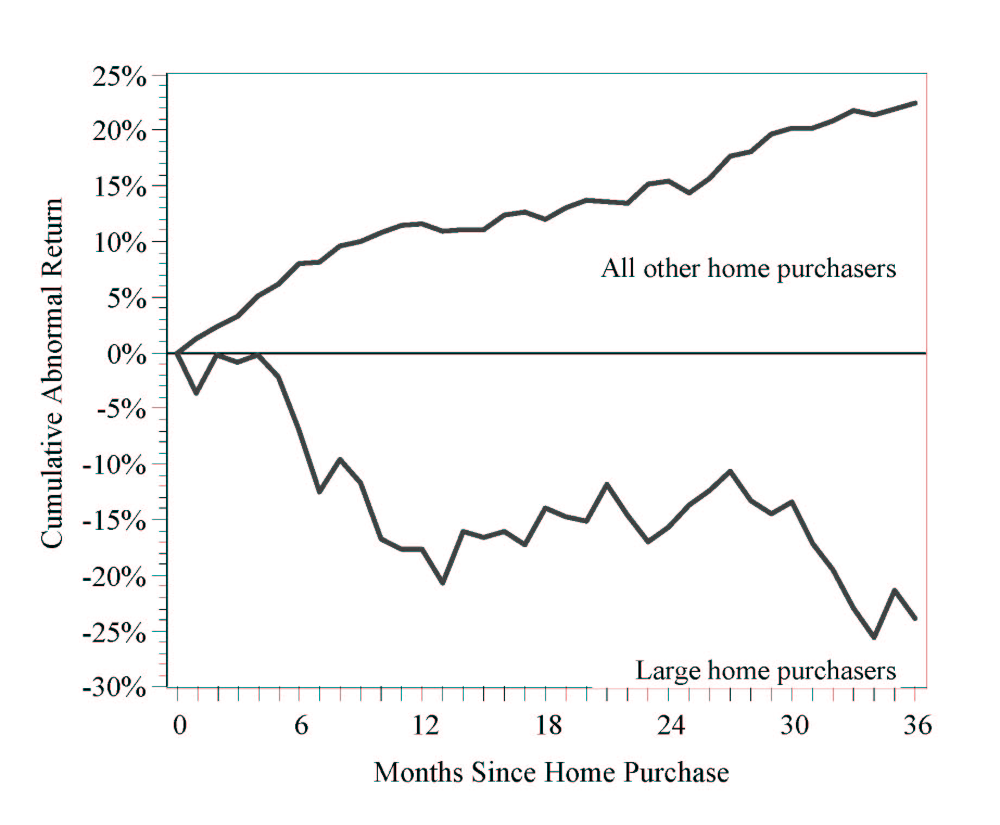 25%
20%
15%
10%
5%
0%
-5%
-10%
-15%
-20%
-25%
-30%
Cumulative Abnormal Return
All other home purchasers
Large home purchasers
0 6 12 18 24 30 36
Months Since Home Purchase